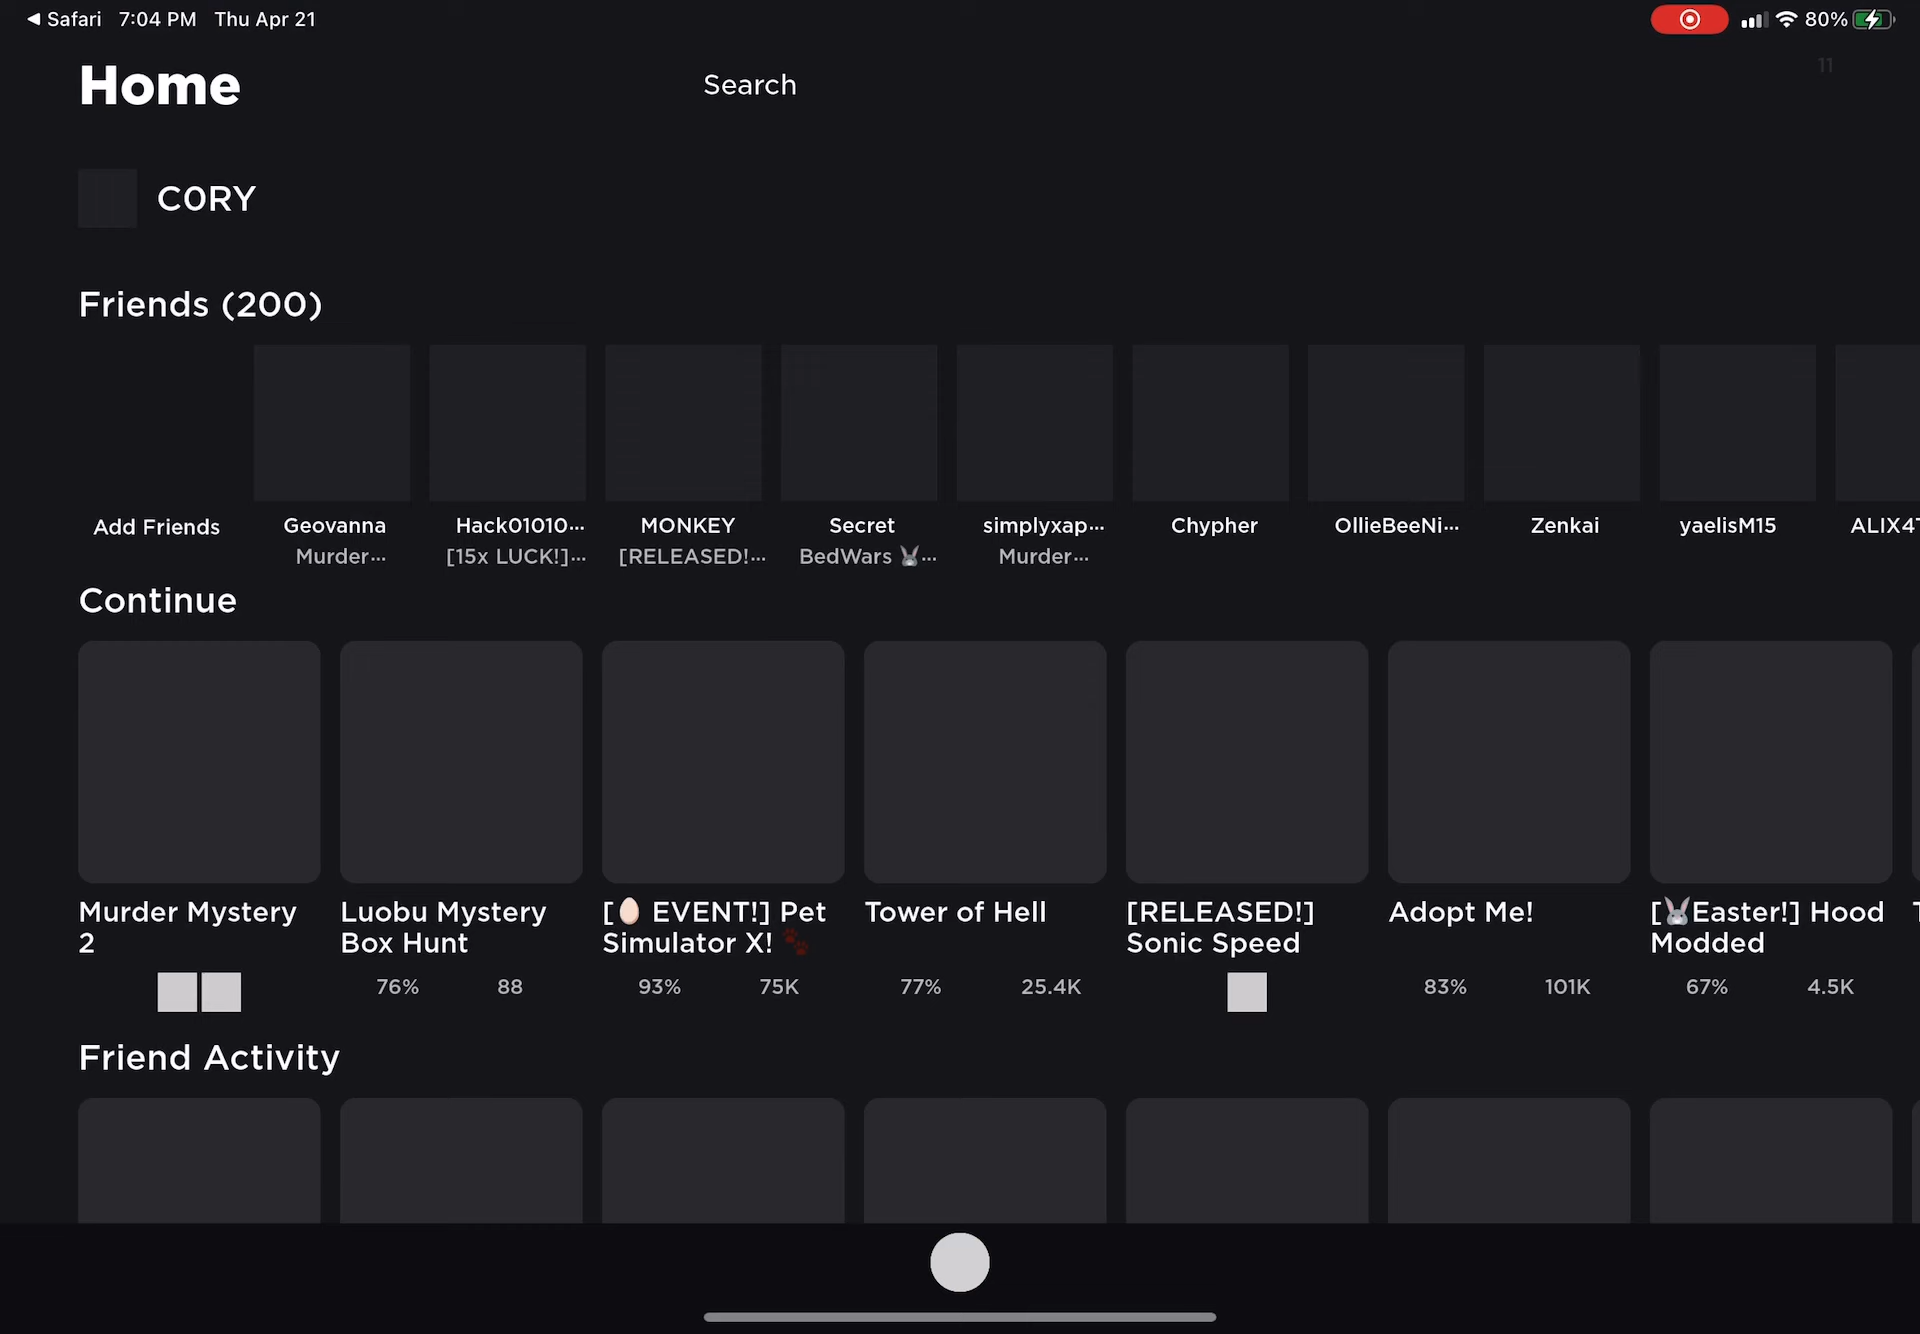 Safari 7:04 PM Thu Apr 21
80%
11
Home
Search
C0RY
Friends (200)
Add Friends
Geovanna
Murder...
Hack01010...
[15x LUCK!]...
MONKEY
[RELEASED!...
Secret
BedWars 🐰...
simplyxap...
Murder...
Chypher
OllieBeeNi...
Zenkai
yaelisM15
ALIX4
Continue
Murder Mystery
2
Luobu Mystery
Box Hunt
76% 88
[🥚 EVENT!] Pet
Simulator X! 🐾
93% 75K
Tower of Hell
77% 25.4K
[RELEASED!]
Sonic Speed
Adopt Me!
83% 101K
[🐰Easter!] Hood
Modded
67% 4.5K
Friend Activity